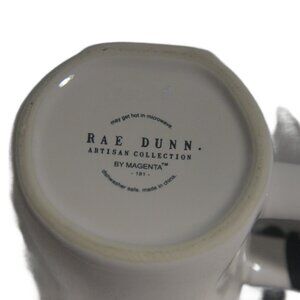 may get hot in microwave.
RAE DUNN.
ARTISAN COLLECTION
BY MAGENTA™
- 181 -
dishwasher safe. made in china.